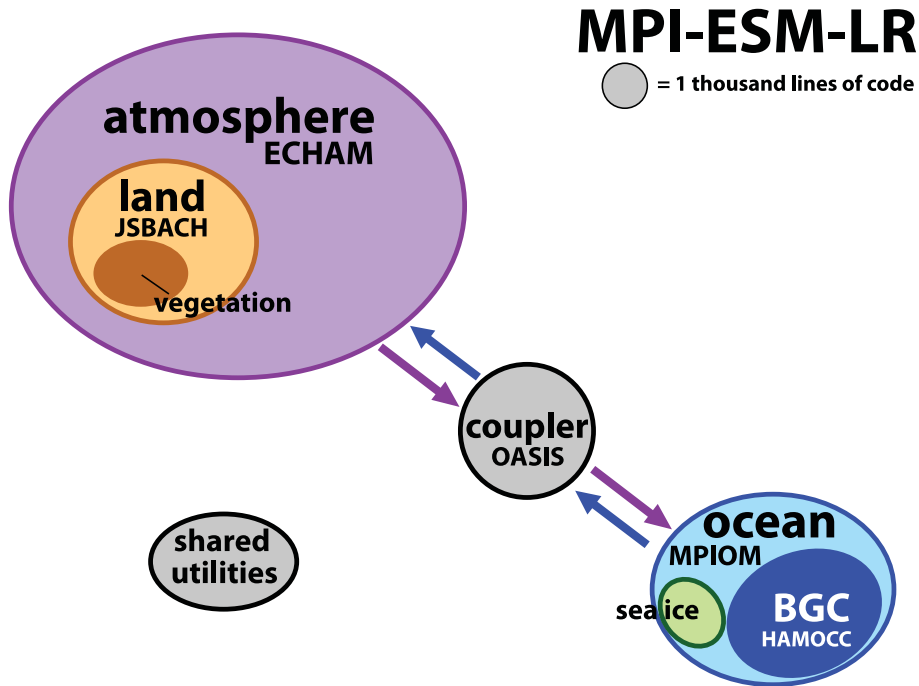 MPI-ESM-LR
= 1 thousand lines of code
atmosphere
ECHAM
land
JSBACH
vegetation
coupler
OASIS
shared
utilities
ocean
MPIOM
sea ice
BGC
HAMOCC